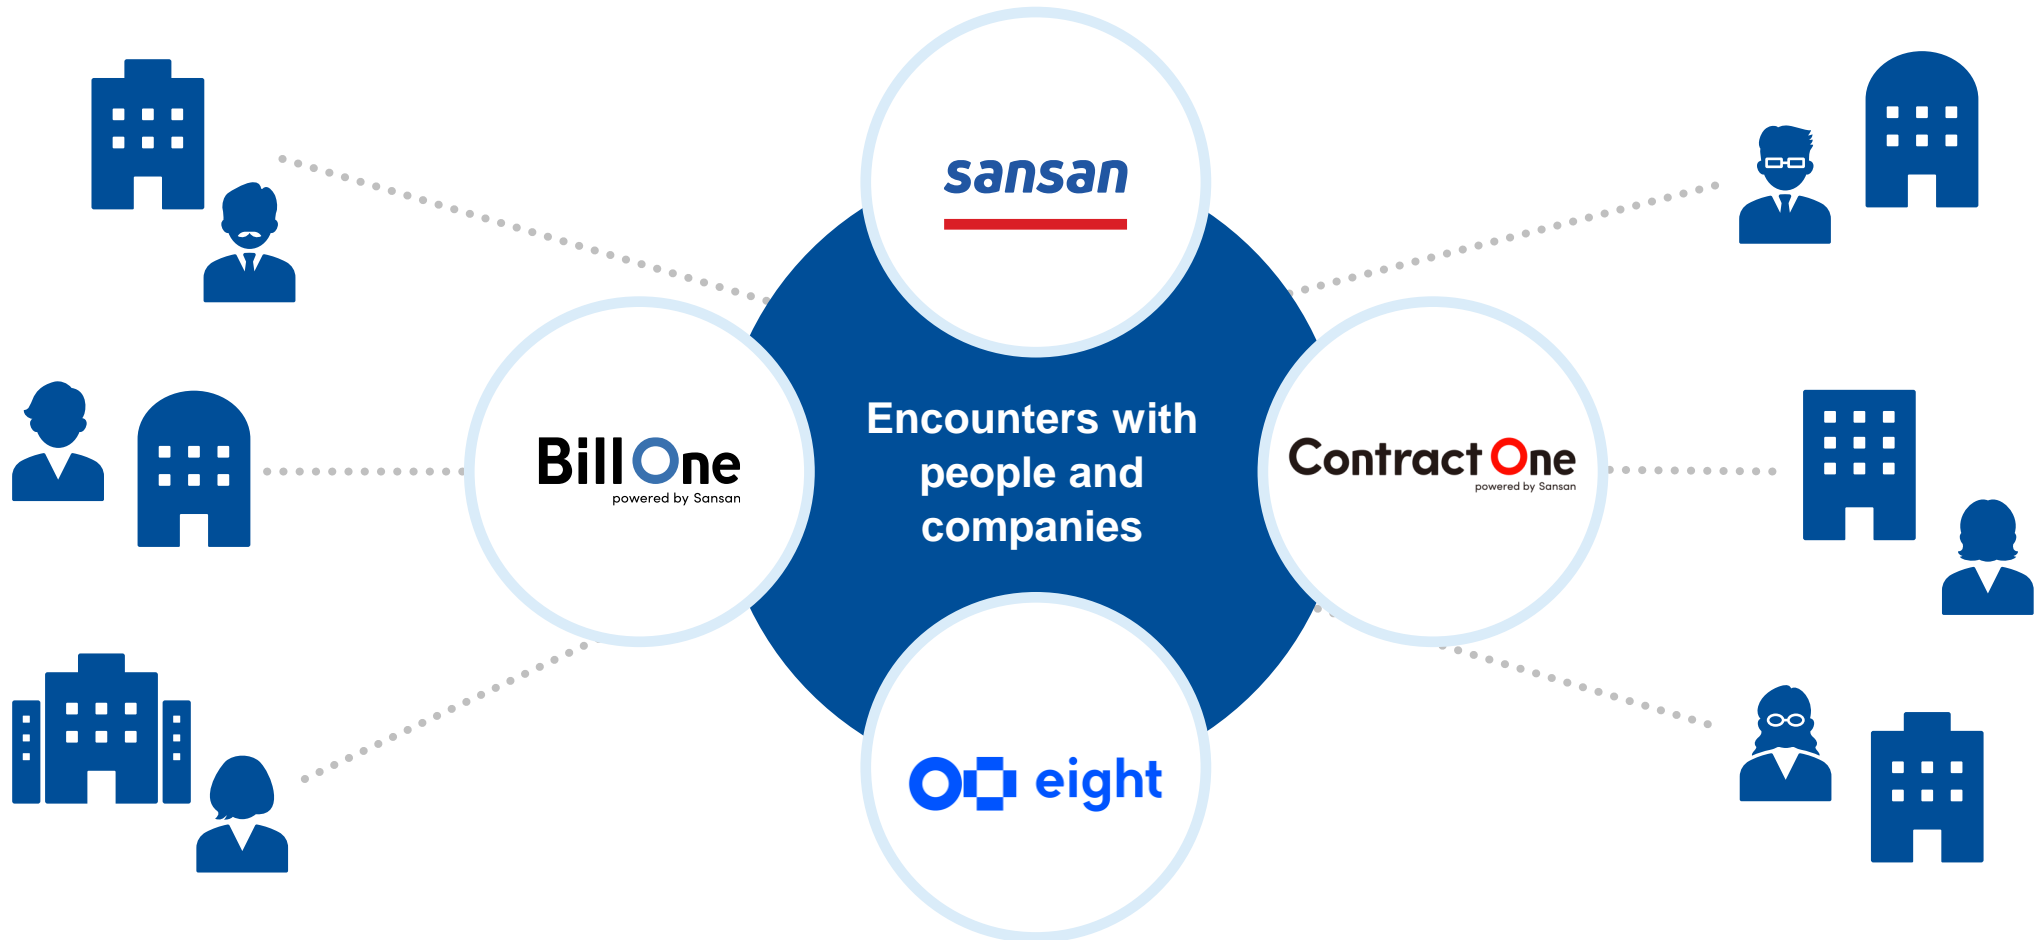 sansan
Bill One
powered by Sansan
Encounters with
people and
companies
Contract One
powered by Sansan
eight